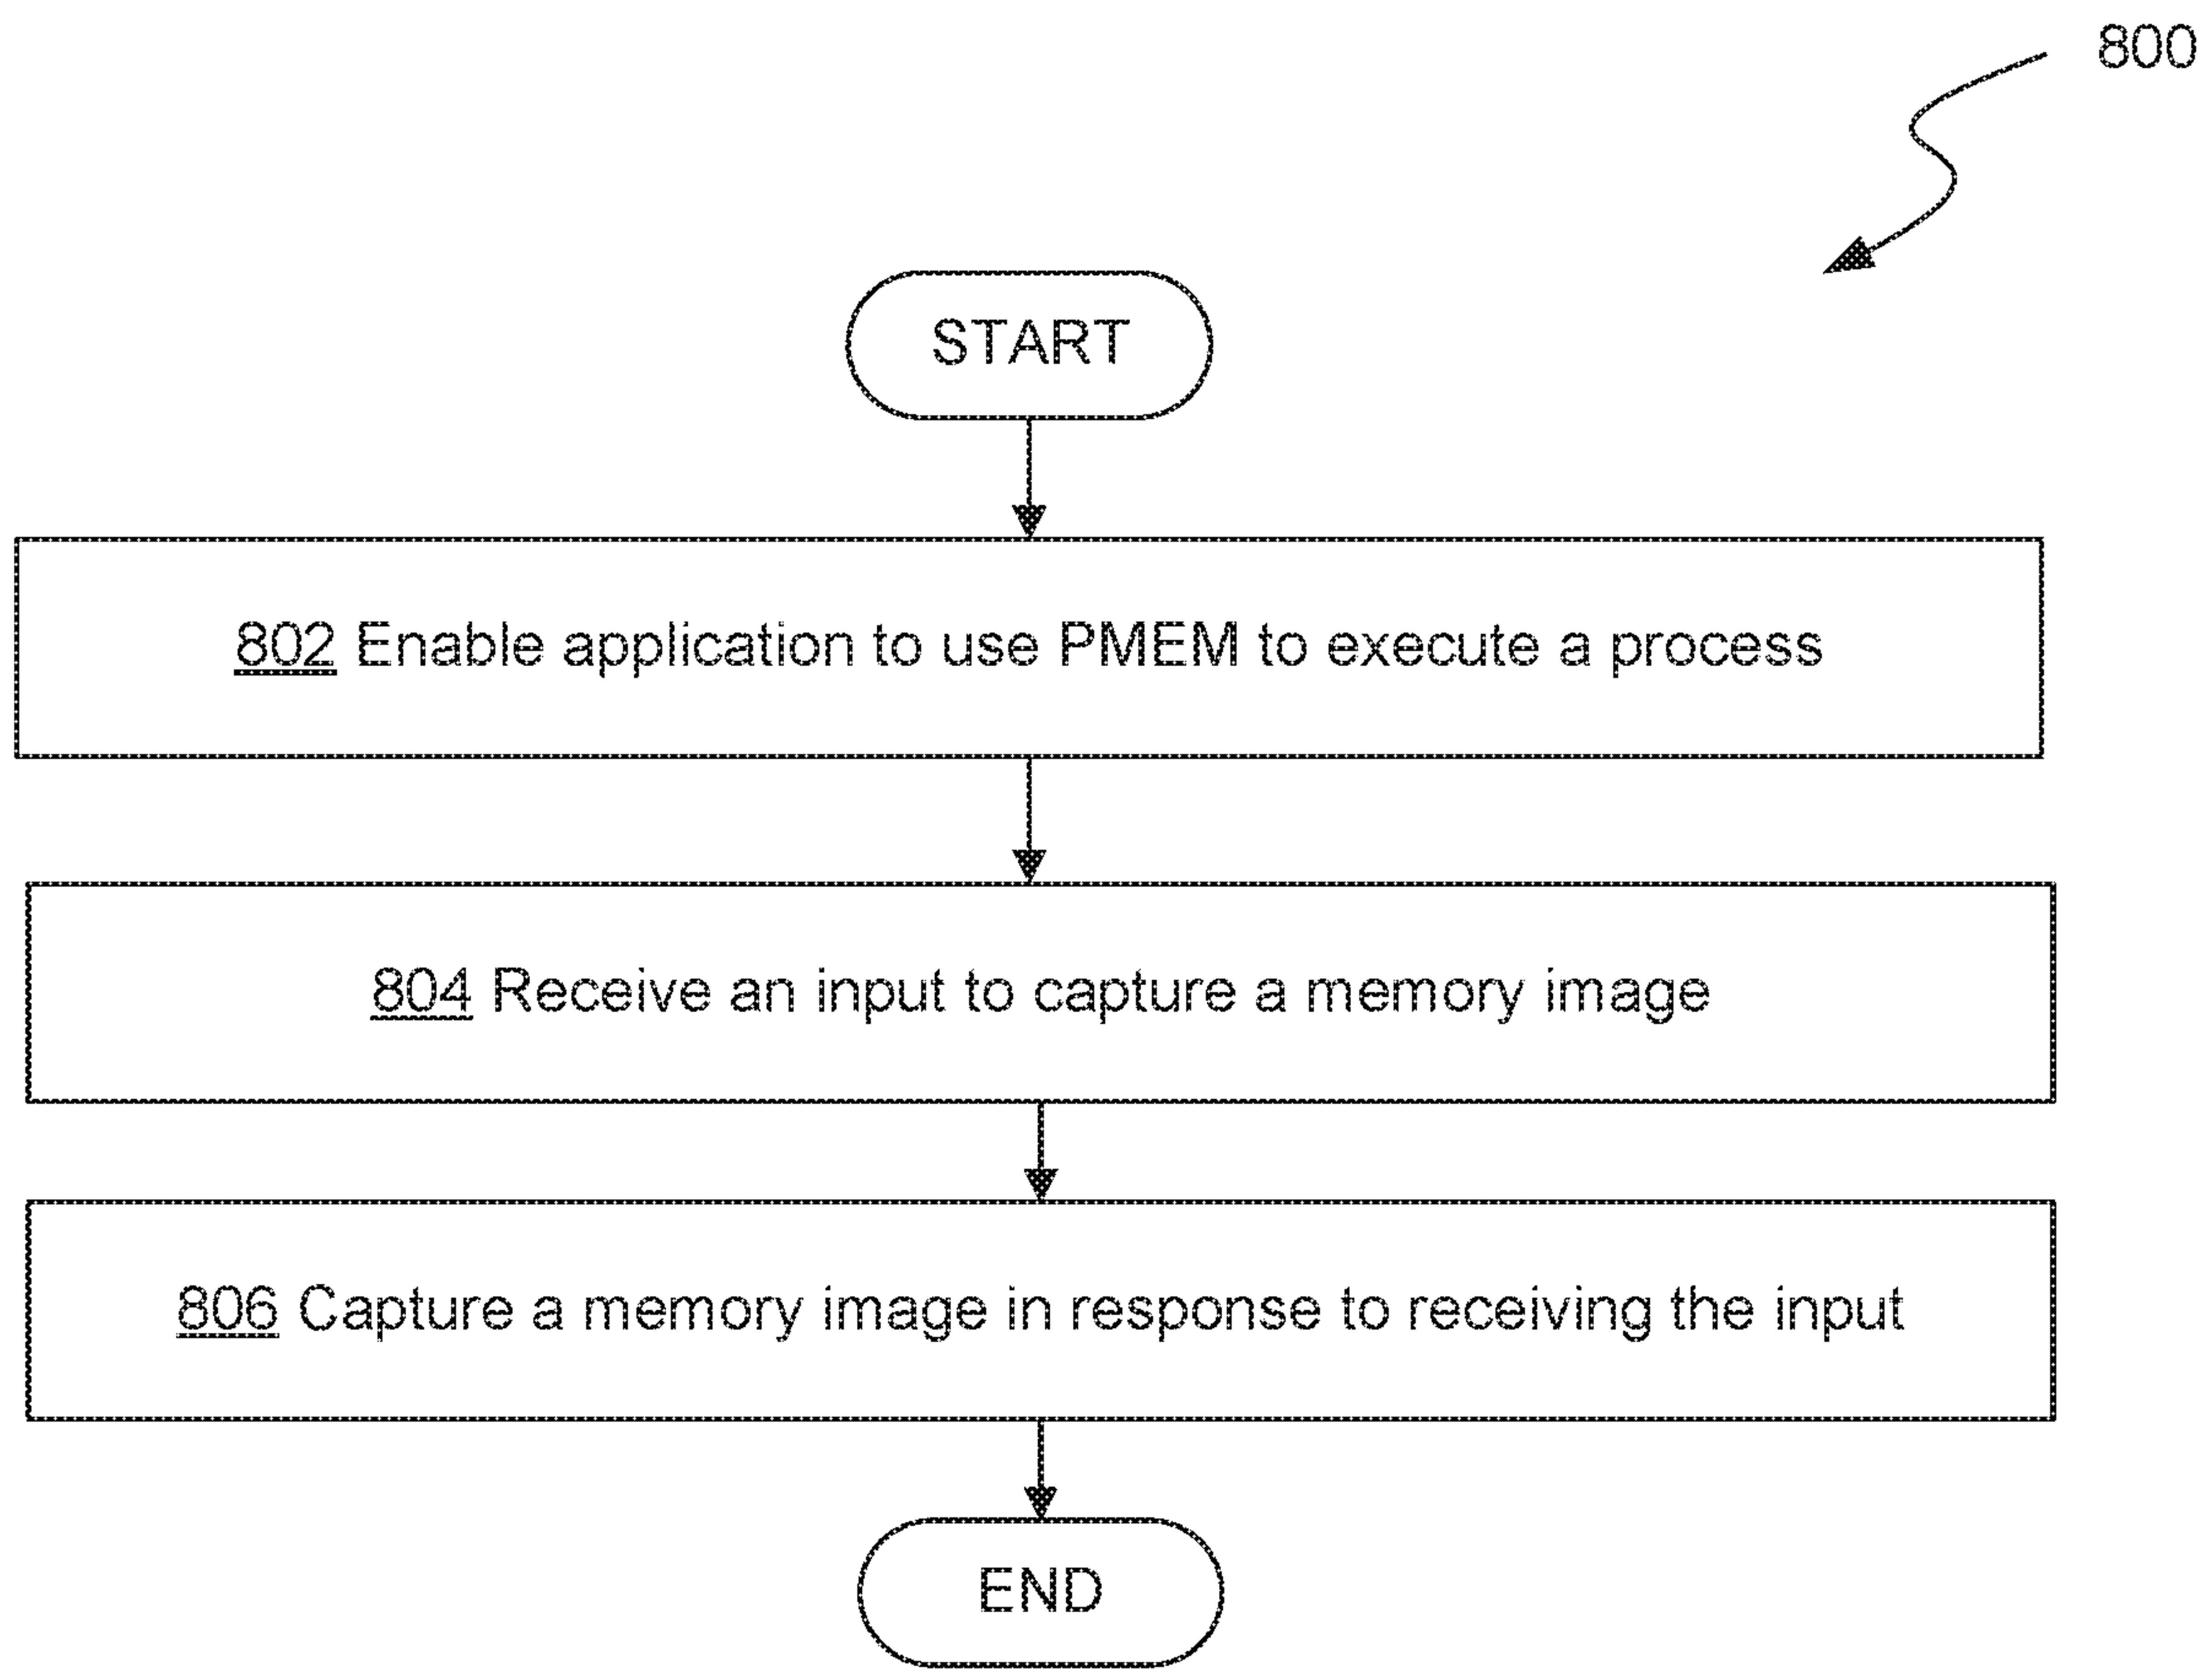 800
START
802 Enable application to use PMEM to execute a process
804 Receive an input to capture a memory image
806 Capture a memory image in response to receiving the input
END